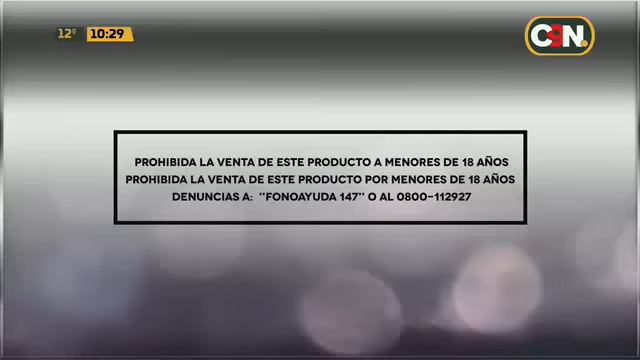 12º 10:29
C9N.
PROHIBIDA LA VENTA DE ESTE PRODUCTO A MENORES DE 18 AÑOS
PROHIBIDA LA VENTA DE ESTE PRODUCTO POR MENORES DE 18 AÑOS
DENUNCIAS A: "FONOAYUDA 147" O AL 0800-112927